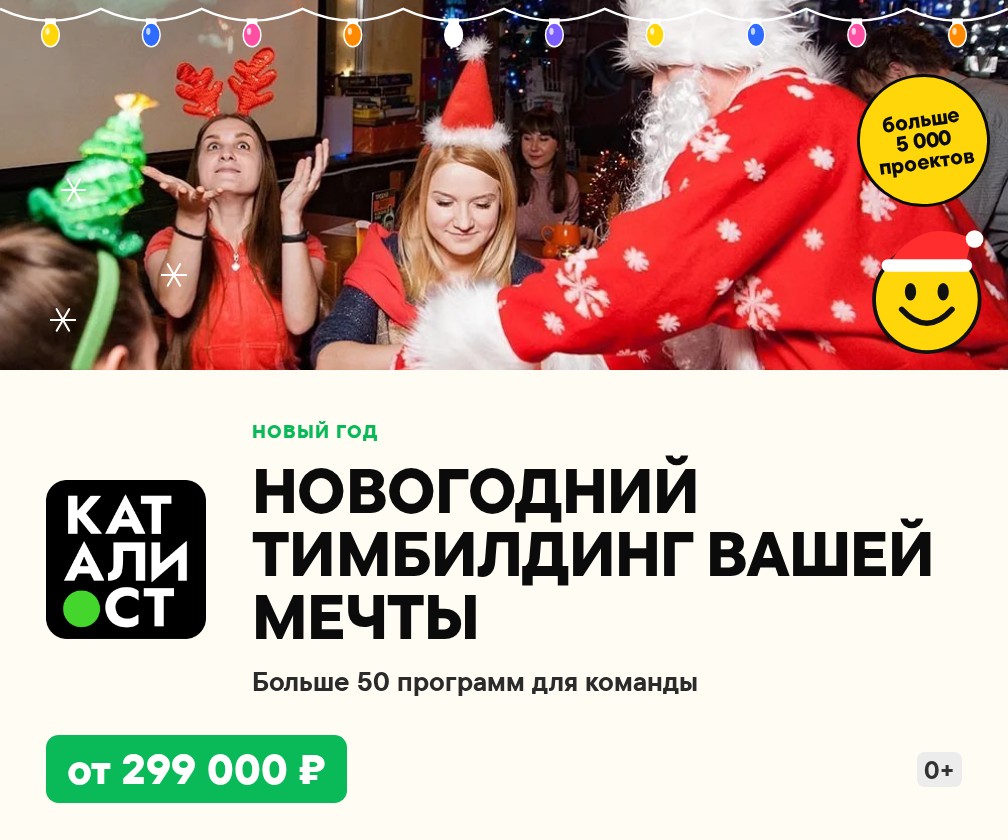 больше
5 000
проектов
НОВЫЙ ГОД
НОВОГОДНИЙ
ТИМБИЛДИНГ ВАШЕЙ
МЕЧТЫ
КАТ
АЛИ
СТ
Больше 50 программ для команды
от 299 000 ₽
0+